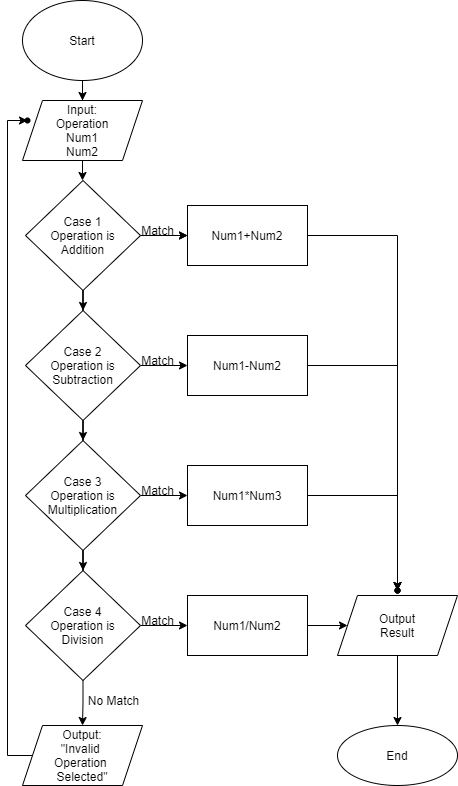 Start
Input:
Operation
Num1
Num2
Case 1
Operation is
Addition
Match
Num1+Num2
Case 2
Operation is
Subtraction
Match
Num1-Num2
Case 3
Operation is
Multiplication
Match
Num1*Num3
Case 4
Operation is
Division
Match
Num1/Num2
Output
Result
No Match
Output:
"Invalid
Operation
Selected"
End